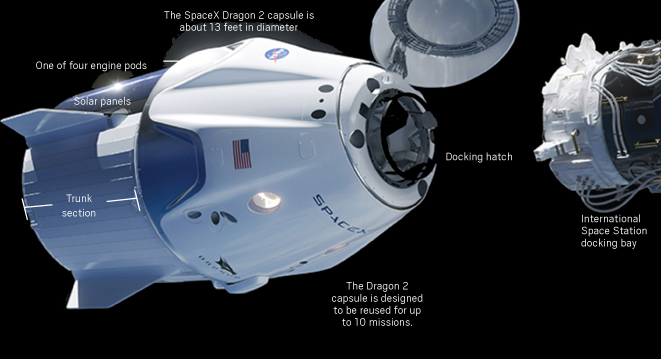 The SpaceX Dragon 2 capsule is
about 13 feet in diameter
One of four engine pods
Solar panels
Docking hatch
Trunk
section
SPACEX
International
Space Station
docking bay
The Dragon 2
capsule is designed
to be reused for up
to 10 missions.